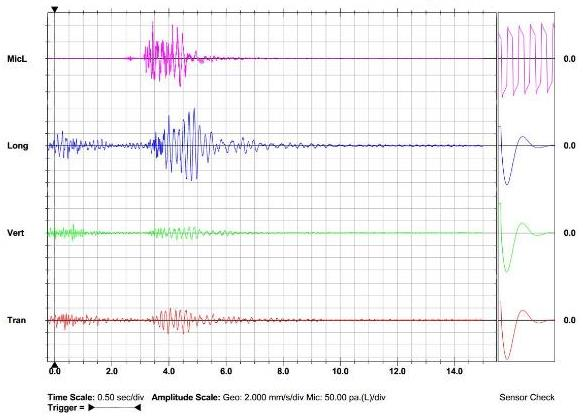 MicL 0.0
Long 0.0
Vert 0.0
Tran 0.0
0.0 2.0 4.0 6.0 8.0 10.0 12.0 14.0
Time Scale: 0.50 sec/div Amplitude Scale: Geo: 2.000 mm/s/div Mic: 50.00 pa.(L)/div Sensor Check
Trigger =